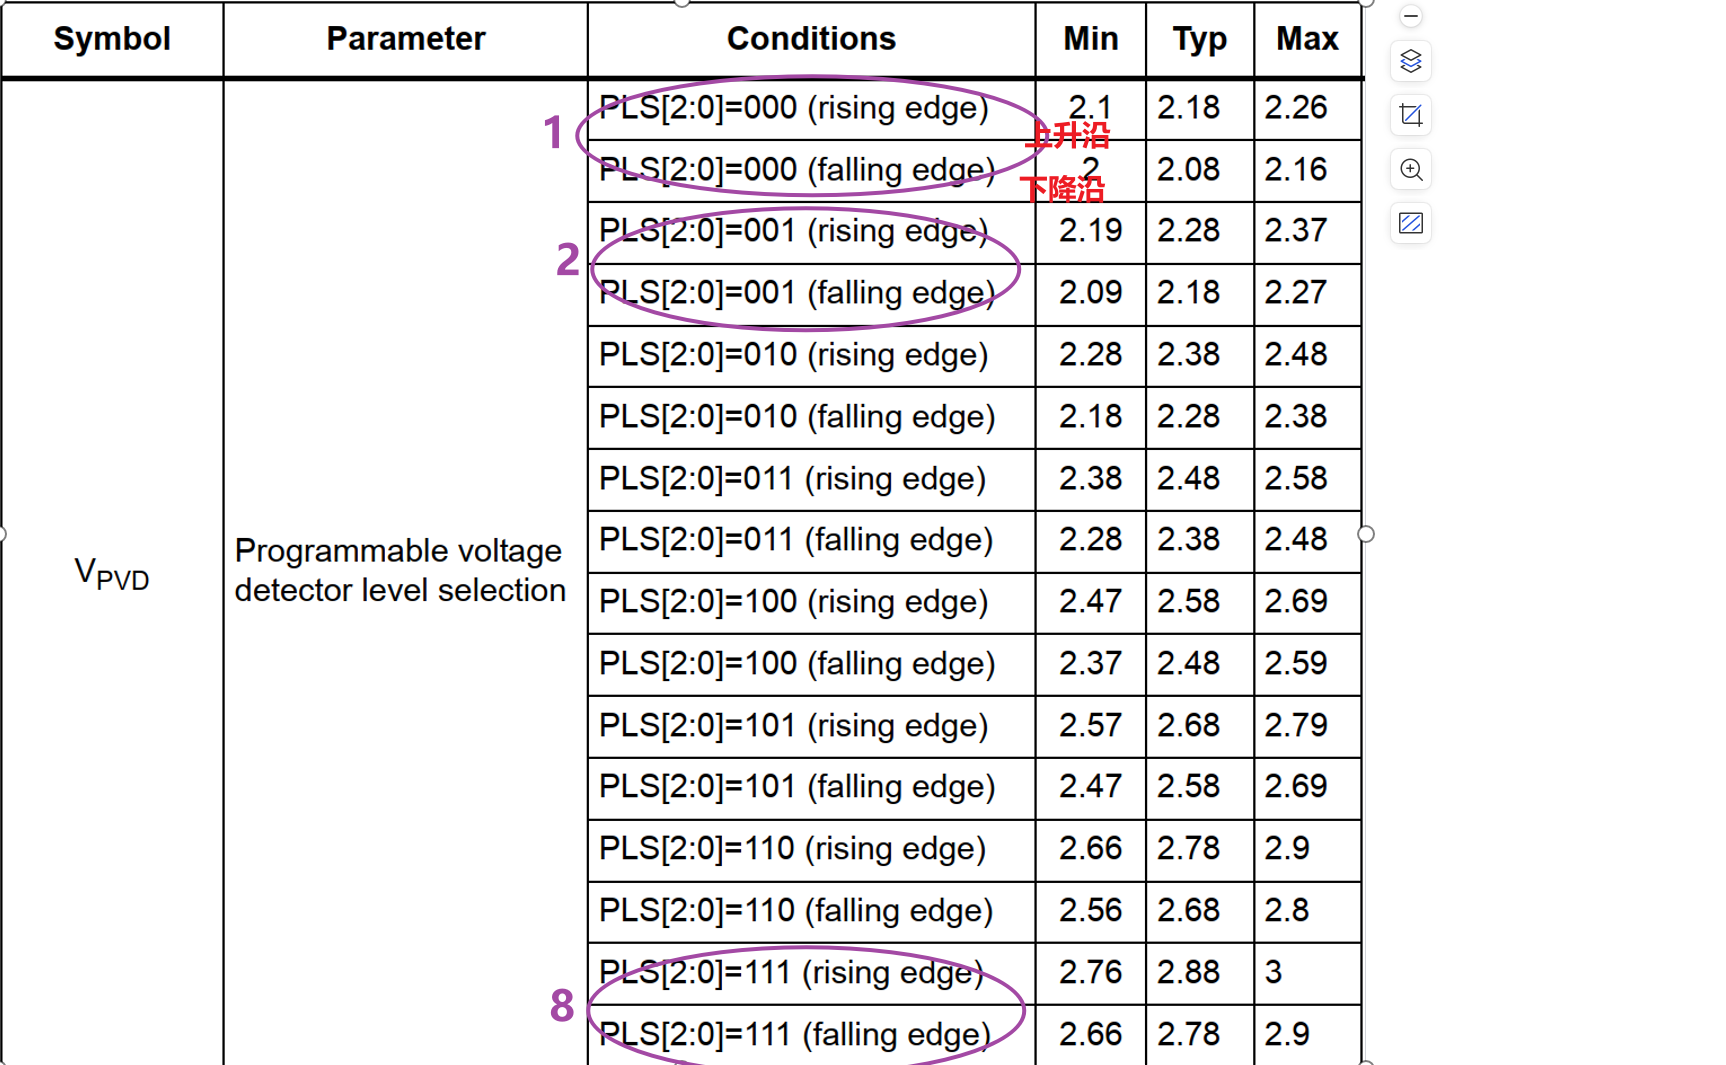 Symbol Parameter Conditions Min Typ Max
PLS[2:0]=000 (rising edge) 2.1 2.18 2.26
1
上升沿
PLS[2:0]=000 (falling edge) 2 2.08 2.16
下降沿
PLS[2:0]=001 (rising edge) 2.19 2.28 2.37
2
PLS[2:0]=001 (falling edge) 2.09 2.18 2.27
PLS[2:0]=010 (rising edge) 2.28 2.38 2.48
PLS[2:0]=010 (falling edge) 2.18 2.28 2.38
PLS[2:0]=011 (rising edge) 2.38 2.48 2.58
PLS[2:0]=011 (falling edge) 2.28 2.38 2.48
VPVD
Programmable voltage
detector level selection
PLS[2:0]=100 (rising edge) 2.47 2.58 2.69
PLS[2:0]=100 (falling edge) 2.37 2.48 2.59
PLS[2:0]=101 (rising edge) 2.57 2.68 2.79
PLS[2:0]=101 (falling edge) 2.47 2.58 2.69
PLS[2:0]=110 (rising edge) 2.66 2.78 2.9
PLS[2:0]=110 (falling edge) 2.56 2.68 2.8
PLS[2:0]=111 (rising edge) 2.76 2.88 3
8
PLS[2:0]=111 (falling edge) 2.66 2.78 2.9